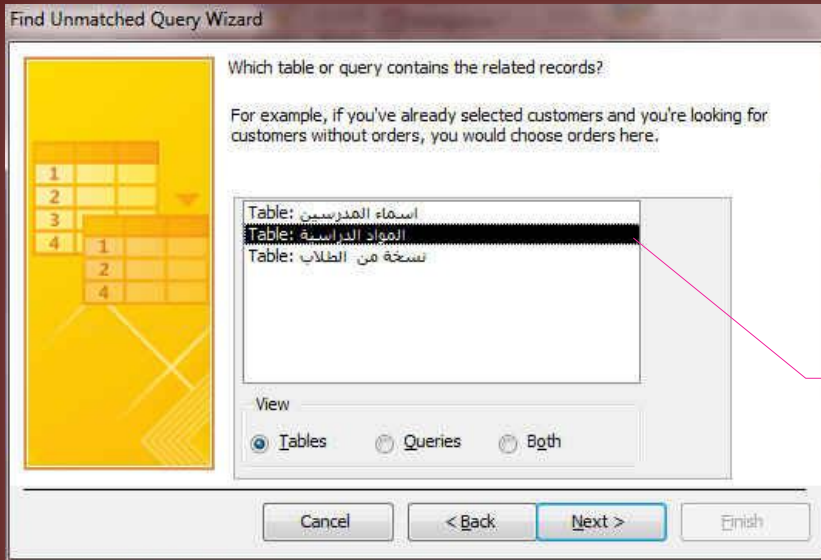 Find Unmatched Query Wizard
Which table or query contains the related records?
For example, if you've already selected customers and you're looking for
customers without orders, you would choose orders here.
1
2
3
4
1
2
4
Table: اسماء المدرسين
Table: المواد الدراسية
Table: نسخة من الطلاب
View
Tables Queries Both
Cancel < Back Next > Finish